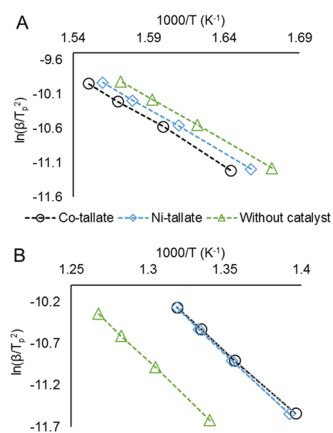 A
1000/T (K-1)
1.54 1.59 1.64 1.69
-9.6
-10.1
-10.6
-11.1
-11.6
ln(β/Tp2)
Co-tallate Ni-tallate Without catalyst
B
1000/T (K-1)
1.25 1.3 1.35 1.4
-10.2
-10.7
-11.2
-11.7
ln(β/Tp2)